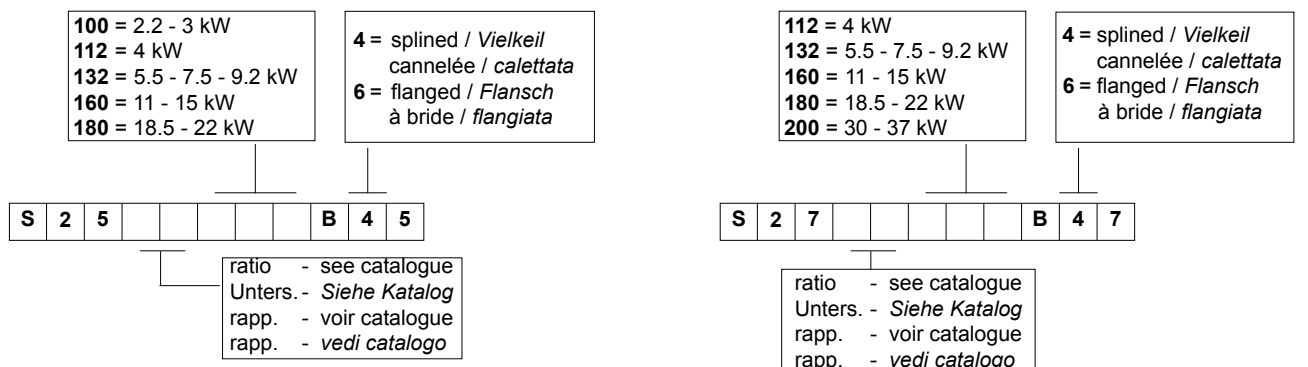 100 = 2.2 - 3 kW
112 = 4 kW
132 = 5.5 - 7.5 - 9.2 kW
160 = 11 - 15 kW
180 = 18.5 - 22 kW
4 = splined / Vielkeil
cannelée / calettata
6 = flanged / Flansch
à bride / flangiata
S 2 5 B 4 5
ratio - see catalogue
Unters. - Siehe Katalog
rapp. - voir catalogue
rapp. - vedi catalogo
112 = 4 kW
132 = 5.5 - 7.5 - 9.2 kW
160 = 11 - 15 kW
180 = 18.5 - 22 kW
200 = 30 - 37 kW
4 = splined / Vielkeil
cannelée / calettata
6 = flanged / Flansch
à bride / flangiata
S 2 7 B 4 7
ratio - see catalogue
Unters. - Siehe Katalog
rapp. - voir catalogue
rapp. - vedi catalogo